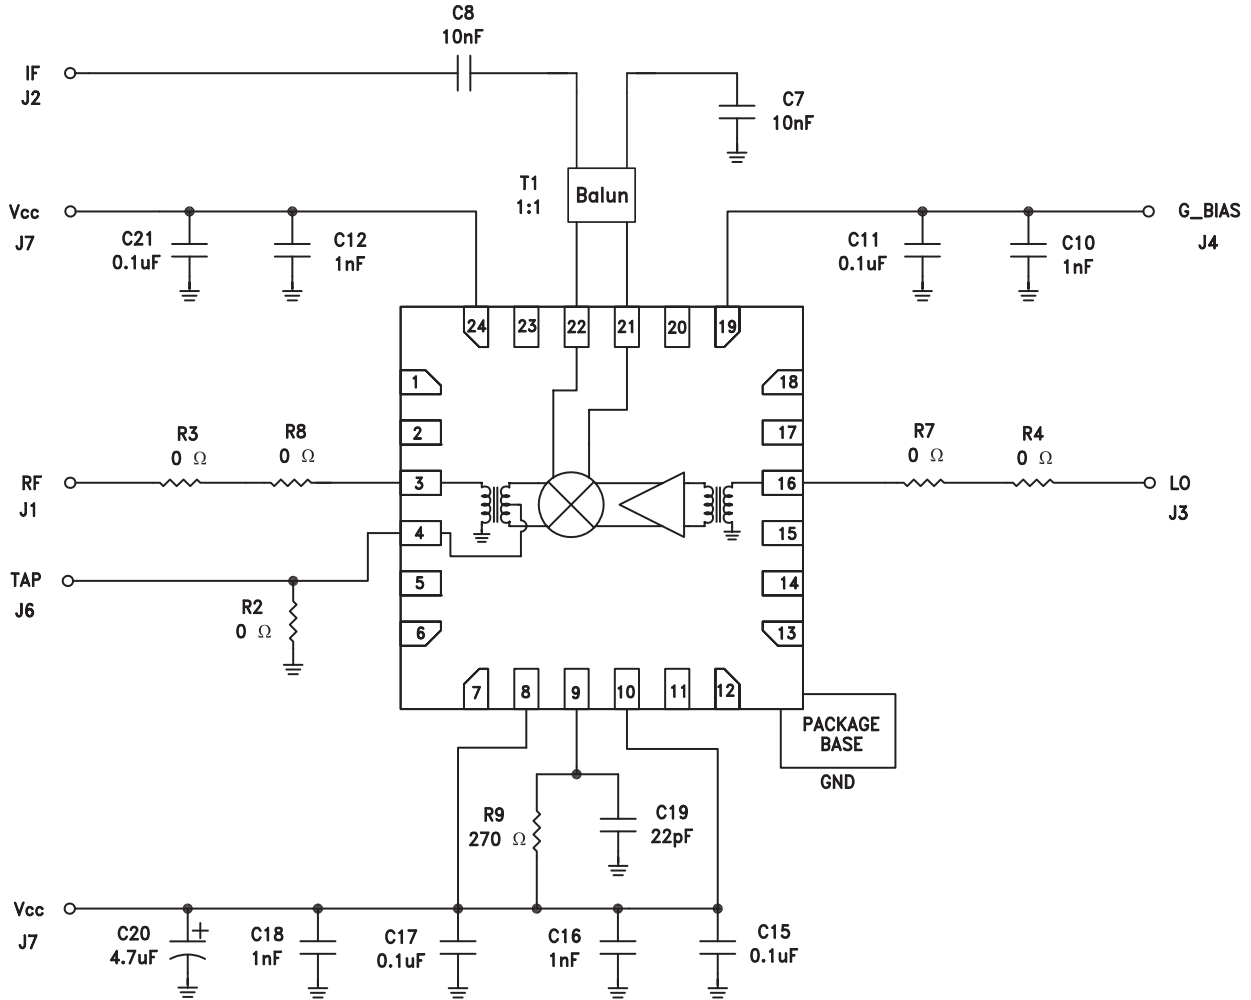 C8
10nF
IF
J2
C7
10nF
T1
1:1
Balun
Vcc
J7
C21
0.1uF
C12
1nF
C11
0.1uF
C10
1nF
G_BIAS
J4
24
23
22
21
20
19
1
2
3
4
5
6
18
17
16
15
14
13
R3
0 Ω
R8
0 Ω
RF
J1
R7
0 Ω
R4
0 Ω
LO
J3
TAP
J6
R2
0 Ω
7
8
9
10
11
12
PACKAGE
BASE
GND
R9
270 Ω
C19
22pF
Vcc
J7
C20
4.7uF
+
C18
1nF
C17
0.1uF
C16
1nF
C15
0.1uF